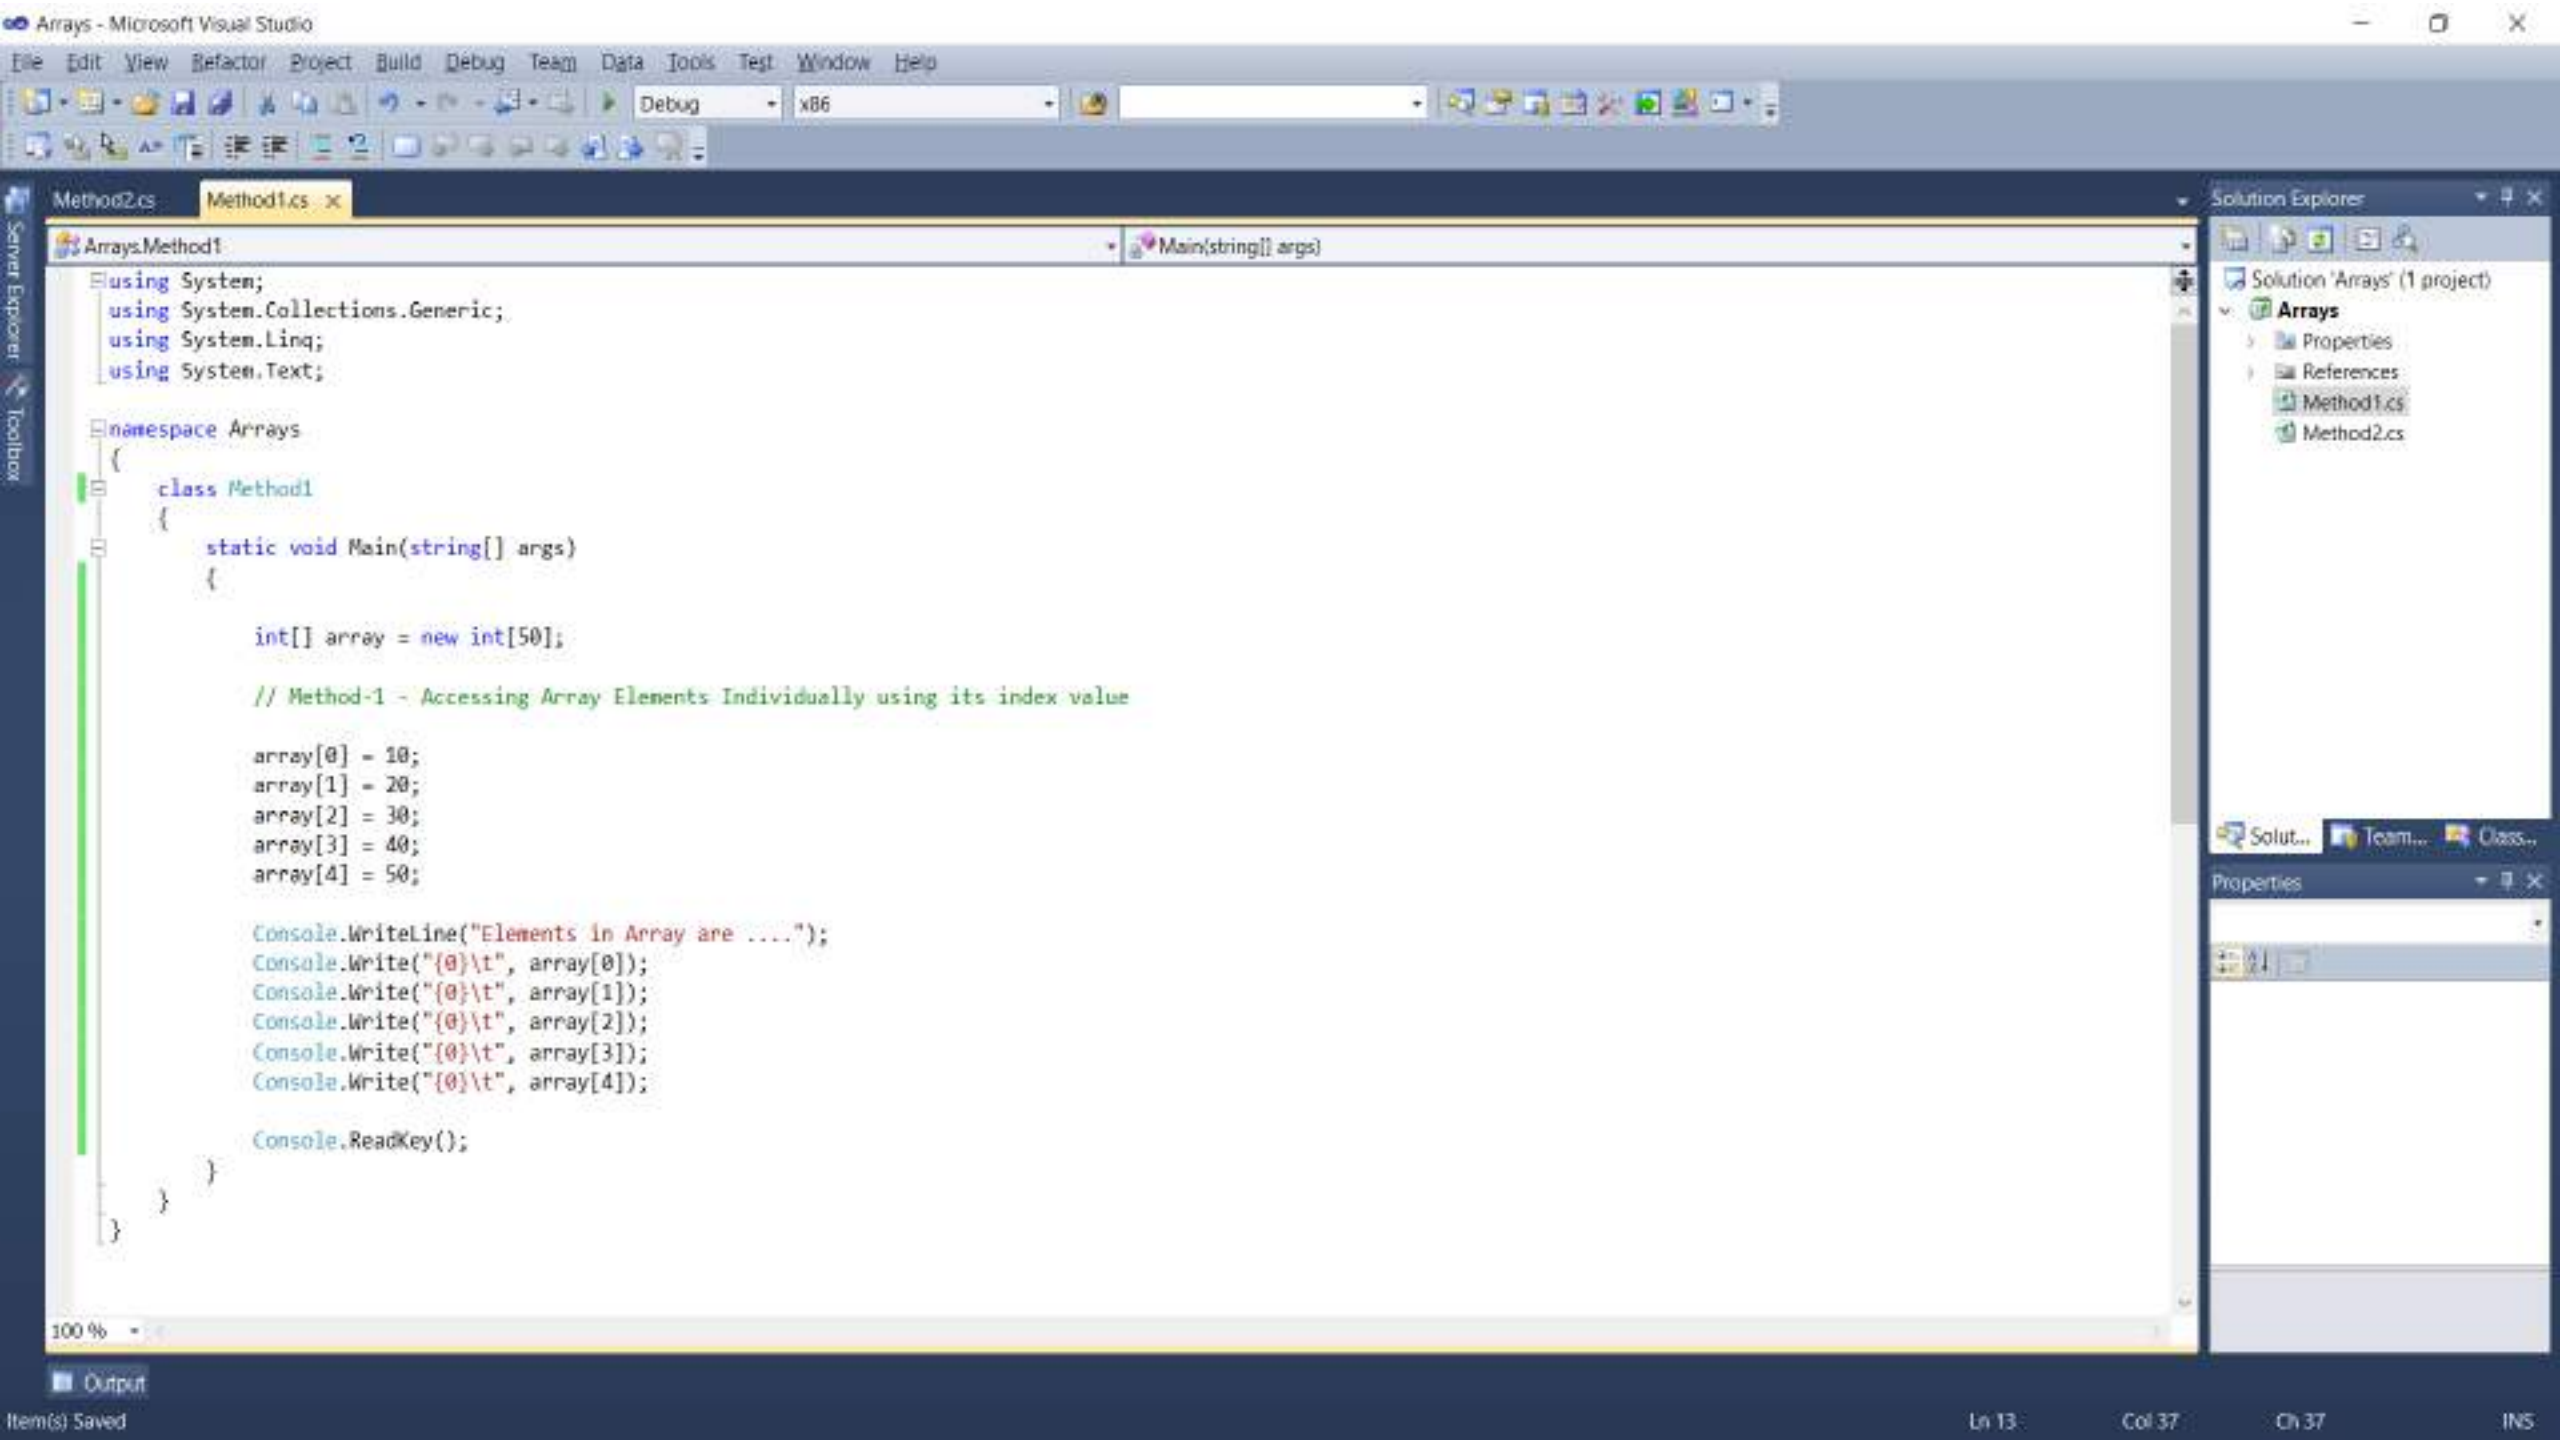 Arrays - Microsoft Visual Studio
File Edit View Refactor Project Build Debug Team Data Tools Test Window Help
Debug x86
Method2.cs Method1.cs
Arrays.Method1 Main(string[] args)
using System;
using System.Collections.Generic;
using System.Linq;
using System.Text;
namespace Arrays
{
class Method1
{
static void Main(string[] args)
{
int[] array = new int[50];
// Method-1 - Accessing Array Elements Individually using its index value
array[0] = 10;
array[1] = 20;
array[2] = 30;
array[3] = 40;
array[4] = 50;
Console.WriteLine("Elements in Array are ....");
Console.Write("{0}\t", array[0]);
Console.Write("{0}\t", array[1]);
Console.Write("{0}\t", array[2]);
Console.Write("{0}\t", array[3]);
Console.Write("{0}\t", array[4]);
Console.ReadKey();
}
}
}
100 %
Server Explorer
Toolbox
Solution Explorer
Solution 'Arrays' (1 project)
Arrays
Properties
References
Method1.cs
Method2.cs
Solut... Team... Class...
Properties
Output
Item(s) Saved Ln 13 Col 37 Ch 37 INS